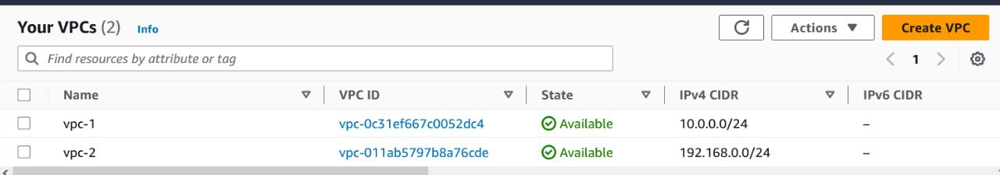 Your VPCs (2) Info Actions Create VPC
Find resources by attribute or tag 1
Name VPC ID State IPv4 CIDR IPv6 CIDR
vpc-1 vpc-0c31ef667c0052dc4 Available 10.0.0.0/24 –
vpc-2 vpc-011ab5797b8a76cde Available 192.168.0.0/24 –